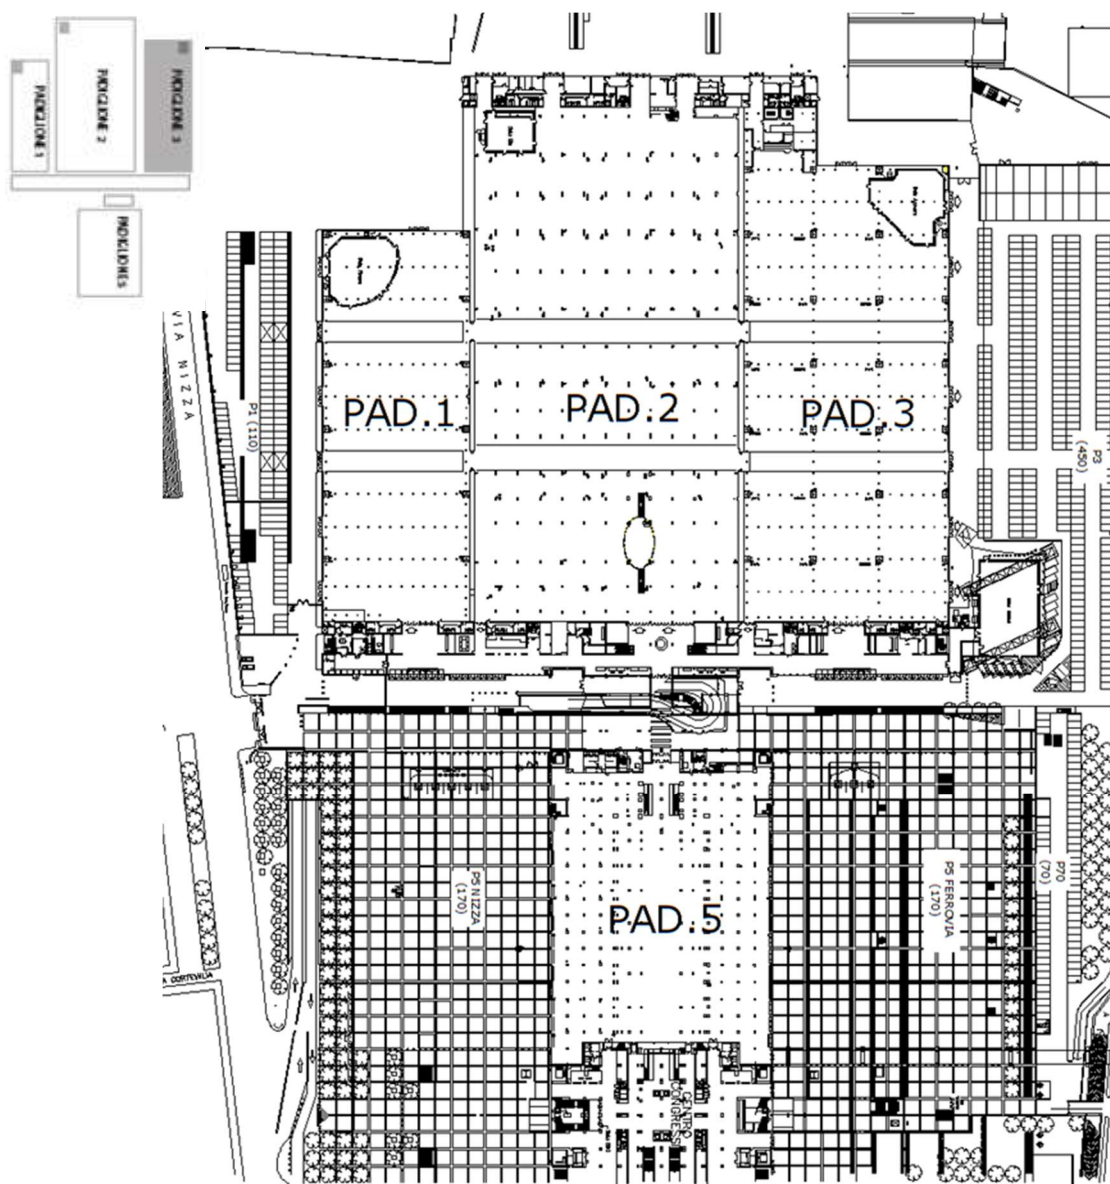 PADIGLIONE 1
PADIGLIONE 2
PADIGLIONE 3
PADIGLIONE 5
VIA NIZZA
P1 (110)
PAD.1
PAD.2
PAD.3
P3
(450)
PAD.5
P5 NIZZA
(170)
P5 FERROVIA
(170)
P70
(70)
CENTRO
CONGRESSI